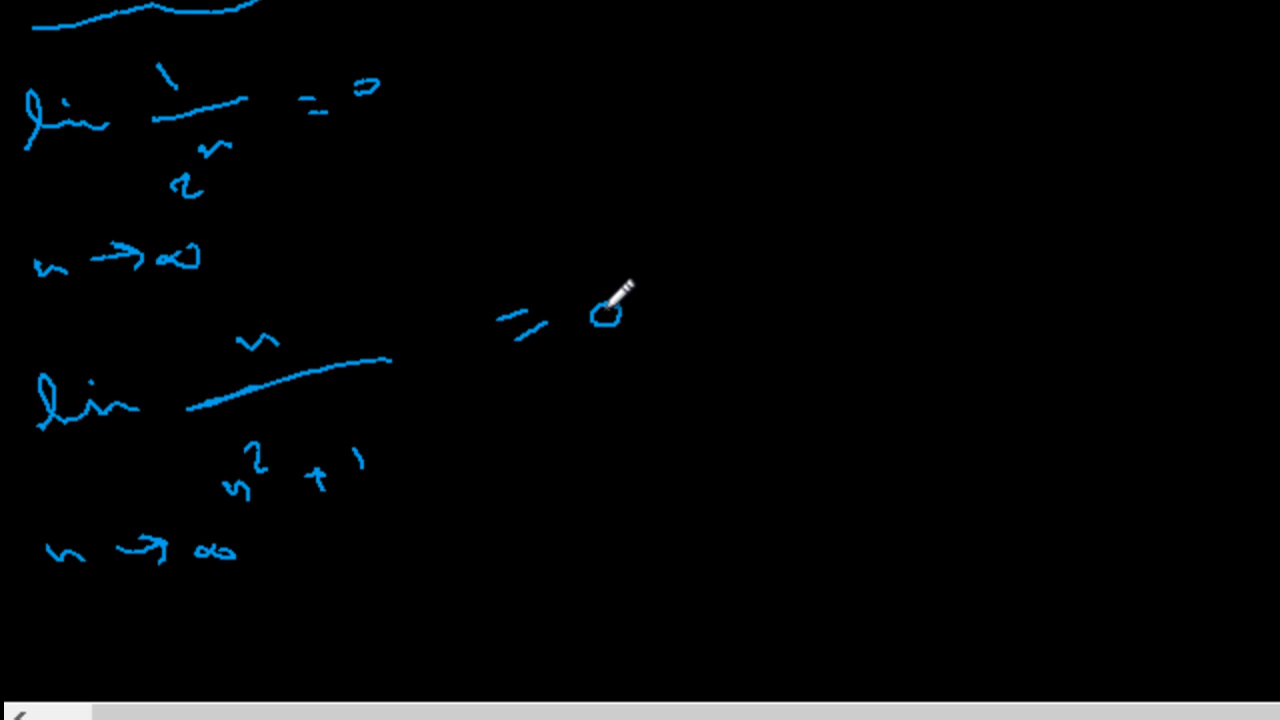 lim 1/2^n = 0
n → ∞
lim n/(n^2 + 1) = 0
n → ∞